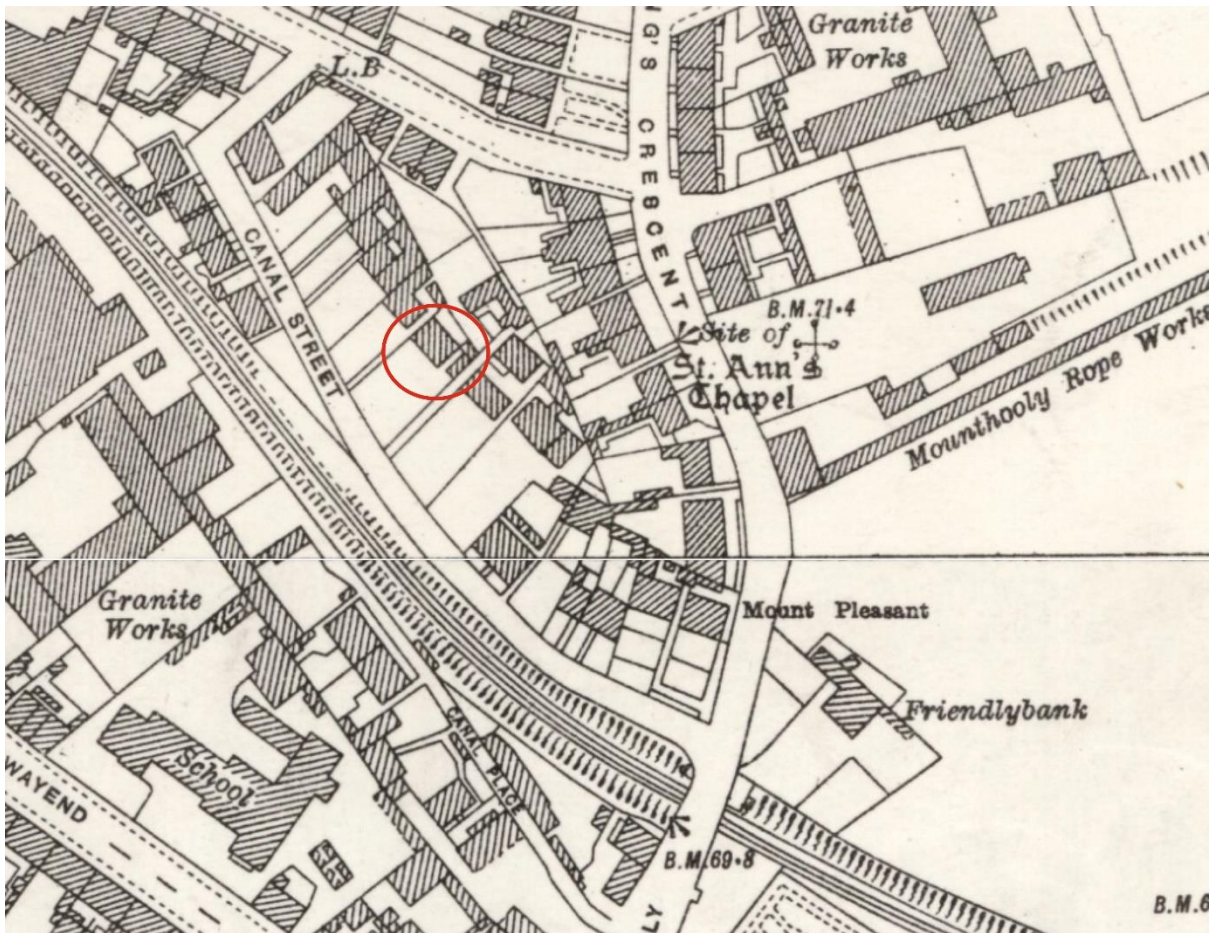 Granite
Works
L.B
G'S CRESCENT
CANAL STREET
B.M.71·4
Site of
St. Ann's
Chapel
Mounthooly Rope Works
Granite
Works
Mount Pleasant
Friendlybank
School
CANAL PLACE
WAYEND
B.M.69·8
LY
B.M.6